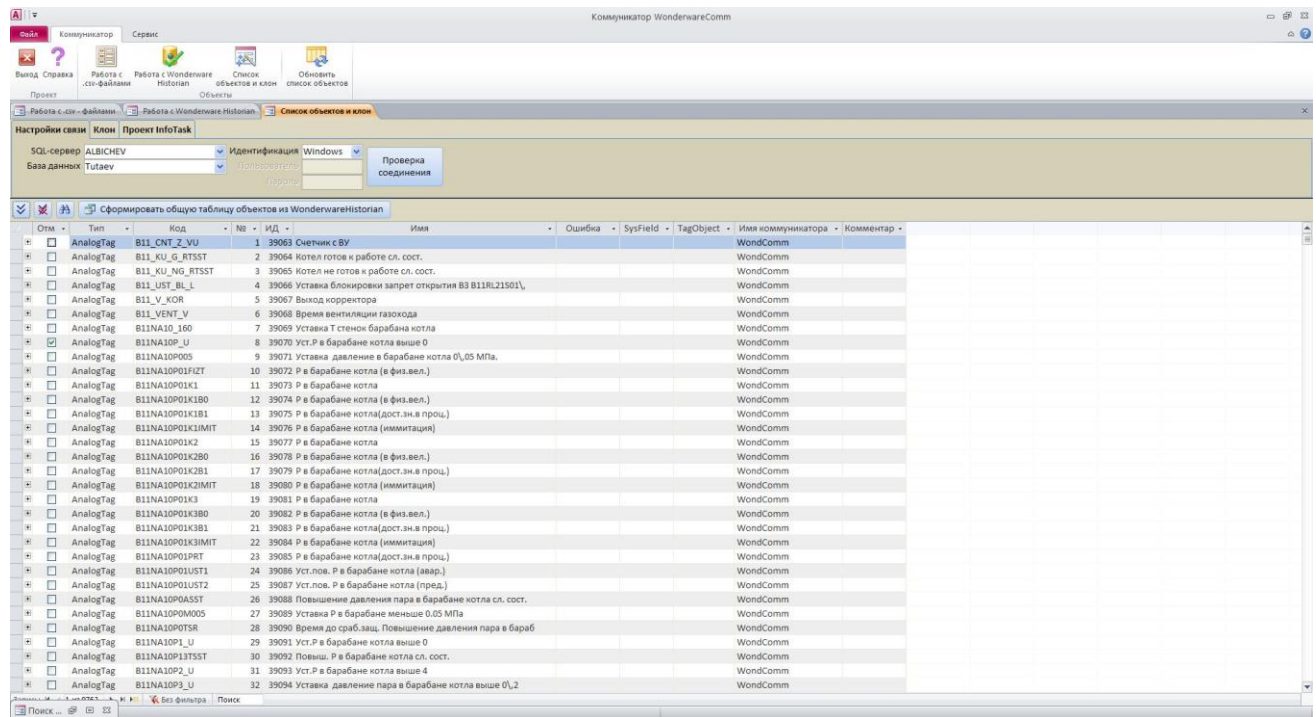 Коммуникатор WonderwareComm
Файл Коммуникатор Сервис
Выход Справка Работа с .csv-файлами Работа с Wonderware Historian Список объектов и клон Обновить список объектов
Проект Объекты
Работа с .csv - файлами Работа с Wonderware Historian Список объектов и клон
Настройки связи Клон Проект InfoTask
SQL-сервер ALBICHEV Идентификация Windows Проверка соединения
База данных Tutaev Пользователь
Пароль
Сформировать общую таблицу объектов из WonderwareHistorian
Отм Тип Код № ИД Имя Ошибка SysField TagObject Имя коммуникатора Комментар
AnalogTag B11_CNT_Z_VU 1 39063 Счетчик с ВУ WondComm
AnalogTag B11_KU_G_RTSST 2 39064 Котел готов к работе сл. сост. WondComm
AnalogTag B11_KU_NG_RTSST 3 39065 Котел не готов к работе сл. сост. WondComm
AnalogTag B11_UST_BL_L 4 39066 Уставка блокировки запрет открытия ВЗ B11RL21S01\, WondComm
AnalogTag B11_V_KOR 5 39067 Выход корректора WondComm
AnalogTag B11_VENT_V 6 39068 Время вентиляции газохода WondComm
AnalogTag B11NA10_160 7 39069 Уставка Т стенок барабана котла WondComm
AnalogTag B11NA10P_U 8 39070 Уст.Р в барабане котла выше 0 WondComm
AnalogTag B11NA10P005 9 39071 Уставка давление в барабане котла 0\,05 МПа. WondComm
AnalogTag B11NA10P01FIZT 10 39072 Р в барабане котла (в физ.вел.) WondComm
AnalogTag B11NA10P01K1 11 39073 Р в барабане котла WondComm
AnalogTag B11NA10P01K1B0 12 39074 Р в барабане котла (в физ.вел.) WondComm
AnalogTag B11NA10P01K1B1 13 39075 Р в барабане котла(дост.зн.в проц.) WondComm
AnalogTag B11NA10P01K1IMIT 14 39076 Р в барабане котла (иммитация) WondComm
AnalogTag B11NA10P01K2 15 39077 Р в барабане котла WondComm
AnalogTag B11NA10P01K2B0 16 39078 Р в барабане котла (в физ.вел.) WondComm
AnalogTag B11NA10P01K2B1 17 39079 Р в барабане котла(дост.зн.в проц.) WondComm
AnalogTag B11NA10P01K2IMIT 18 39080 Р в барабане котла (иммитация) WondComm
AnalogTag B11NA10P01K3 19 39081 Р в барабане котла WondComm
AnalogTag B11NA10P01K3B0 20 39082 Р в барабане котла (в физ.вел.) WondComm
AnalogTag B11NA10P01K3B1 21 39083 Р в барабане котла(дост.зн.в проц.) WondComm
AnalogTag B11NA10P01K3IMIT 22 39084 Р в барабане котла (иммитация) WondComm
AnalogTag B11NA10P01PRT 23 39085 Р в барабане котла(дост.зн.в проц.) WondComm
AnalogTag B11NA10P01UST1 24 39086 Уст.пов. Р в барабане котла (авар.) WondComm
AnalogTag B11NA10P01UST2 25 39087 Уст.пов. Р в барабане котла (пред.) WondComm
AnalogTag B11NA10P0ASST 26 39088 Повышение давления пара в барабане котла сл. сост. WondComm
AnalogTag B11NA10P0M005 27 39089 Уставка Р в барабане меньше 0.05 МПа WondComm
AnalogTag B11NA10P0TSR 28 39090 Время до сраб.защ. Повышение давления пара в бараб WondComm
AnalogTag B11NA10P1_U 29 39091 Уст.Р в барабане котла выше 0 WondComm
AnalogTag B11NA10P13TSST 30 39092 Повыш. Р в барабане котла сл. сост. WondComm
AnalogTag B11NA10P2_U 31 39093 Уст.Р в барабане котла выше 4 WondComm
AnalogTag B11NA10P3_U 32 39094 Уставка давление пара в барабане котла выше 0\,2 WondComm
Без фильтра Поиск
Поиск ...